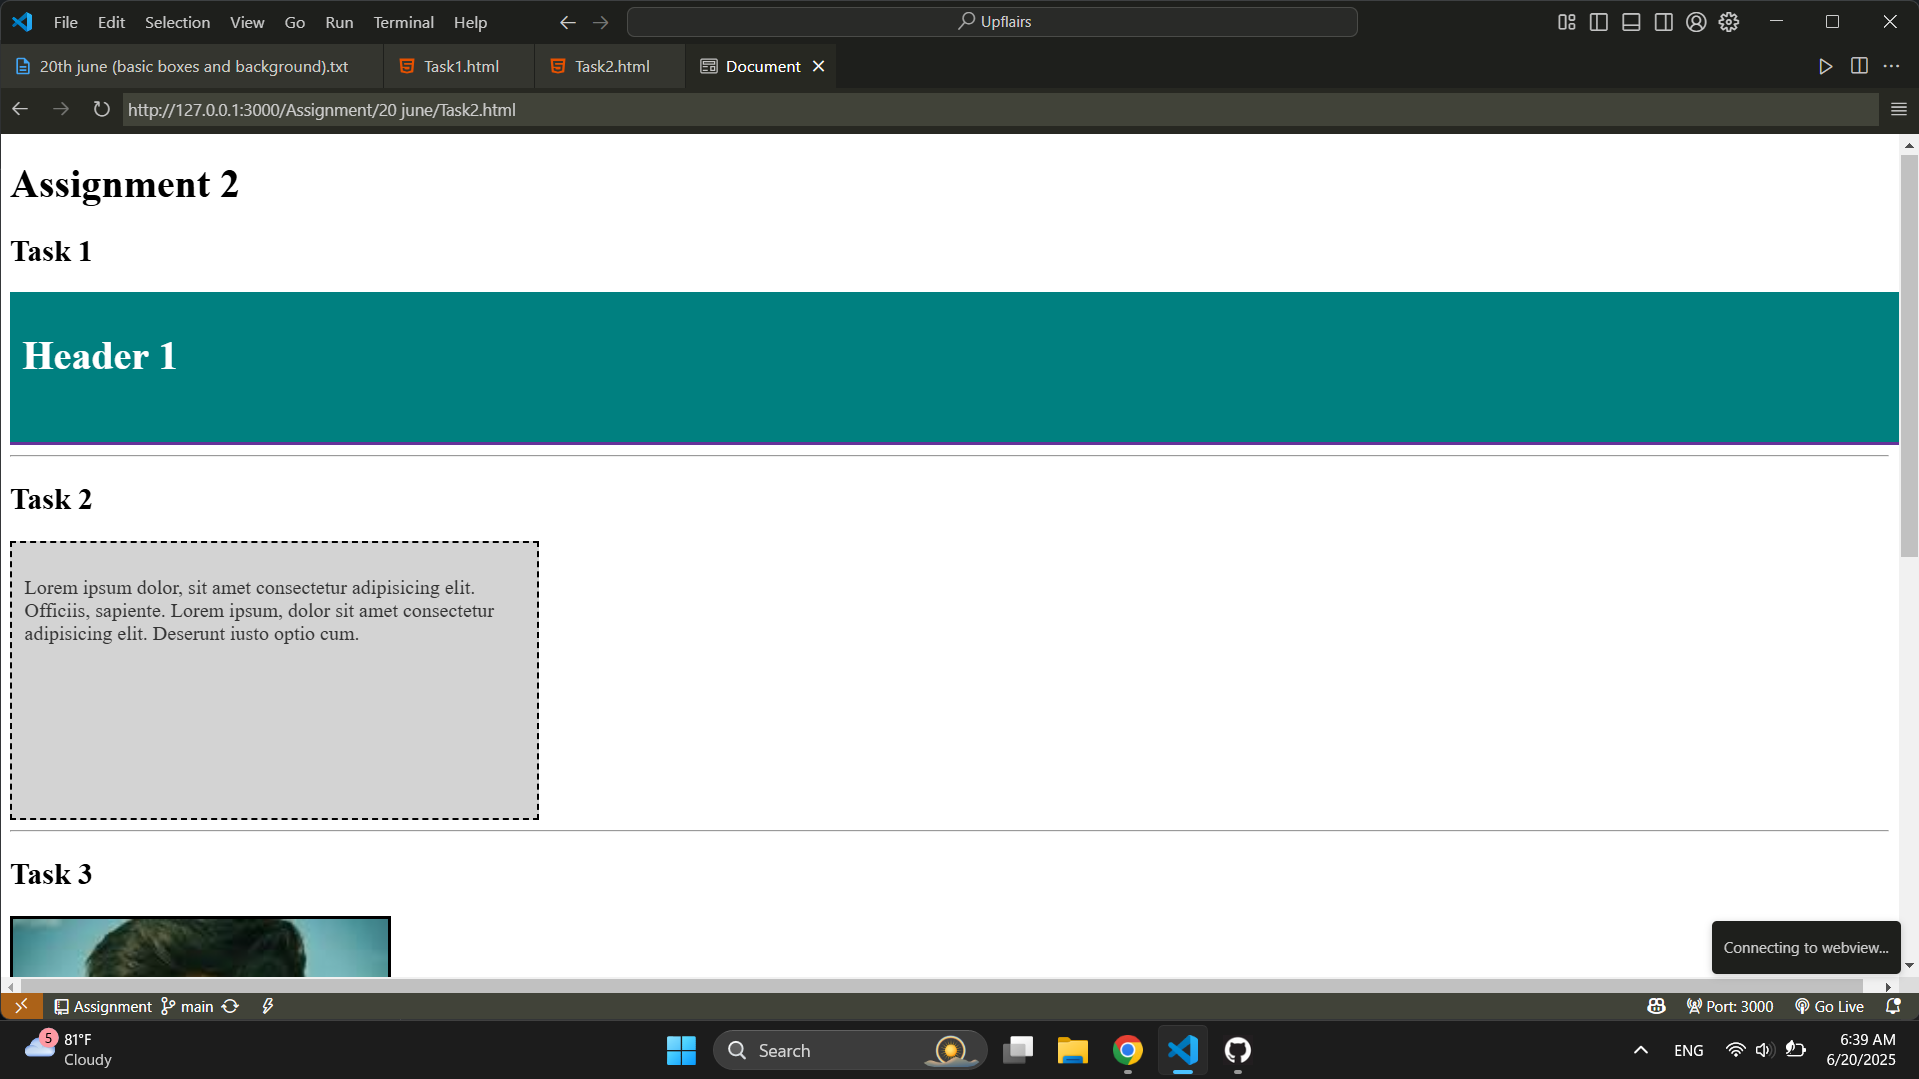 File Edit Selection View Go Run Terminal Help
Upflairs
20th june (basic boxes and background).txt
Task1.html
Task2.html
Document
http://127.0.0.1:3000/Assignment/20 june/Task2.html
Assignment 2
Task 1
Header 1
Task 2
Lorem ipsum dolor, sit amet consectetur adipisicing elit.
Officiis, sapiente. Lorem ipsum, dolor sit amet consectetur
adipisicing elit. Deserunt iusto optio cum.
Task 3
Connecting to webview...
Assignment main
Port: 3000
Go Live
5
81°F
Cloudy
Search
ENG
6:39 AM
6/20/2025